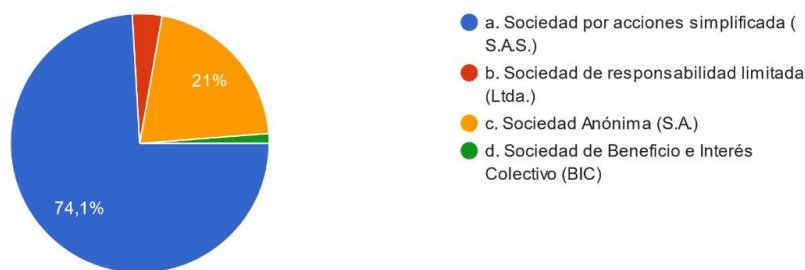 21%
74,1%
a. Sociedad por acciones simplificada (
S.A.S.)
b. Sociedad de responsabilidad limitada
(Ltda.)
c. Sociedad Anónima (S.A.)
d. Sociedad de Beneficio e Interés
Colectivo (BIC)